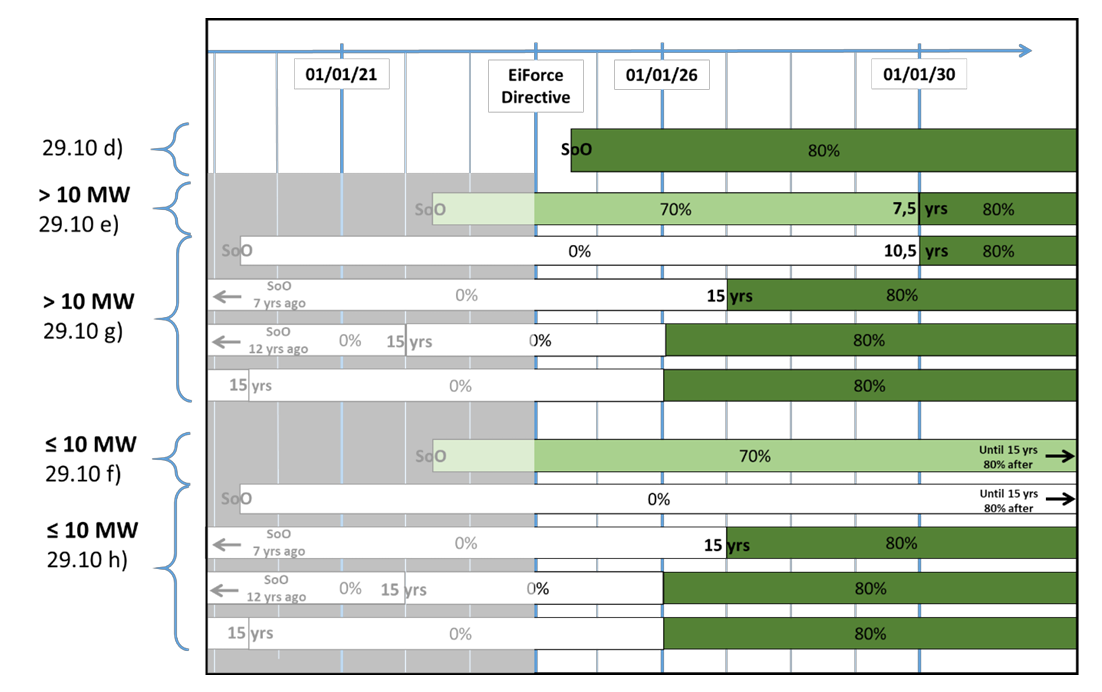 01/01/21
EiForce
Directive
01/01/26
01/01/30
29.10 d)
SoO
80%
> 10 MW
29.10 e)
SoO
70%
7,5 yrs
80%
SoO
0%
10,5 yrs
80%
> 10 MW
29.10 g)
SoO
7 yrs ago
0%
15 yrs
80%
SoO
12 yrs ago
0%
15 yrs
0%
80%
15 yrs
0%
80%
≤ 10 MW
29.10 f)
SoO
70%
Until 15 yrs
80% after
SoO
0%
Until 15 yrs
80% after
≤ 10 MW
29.10 h)
SoO
7 yrs ago
0%
15 yrs
80%
SoO
12 yrs ago
0%
15 yrs
0%
80%
15 yrs
0%
80%